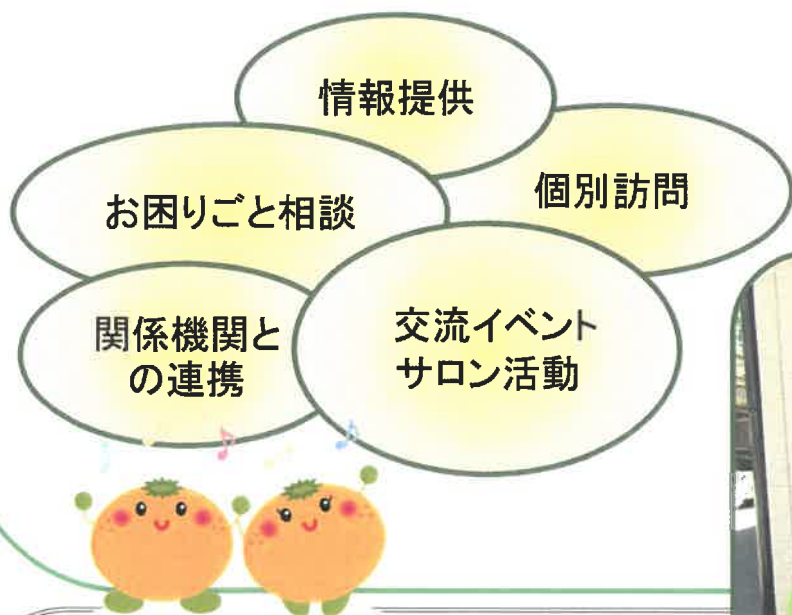 情報提供
個別訪問
お困りごと相談
関係機関と
の連携
交流イベント
サロン活動